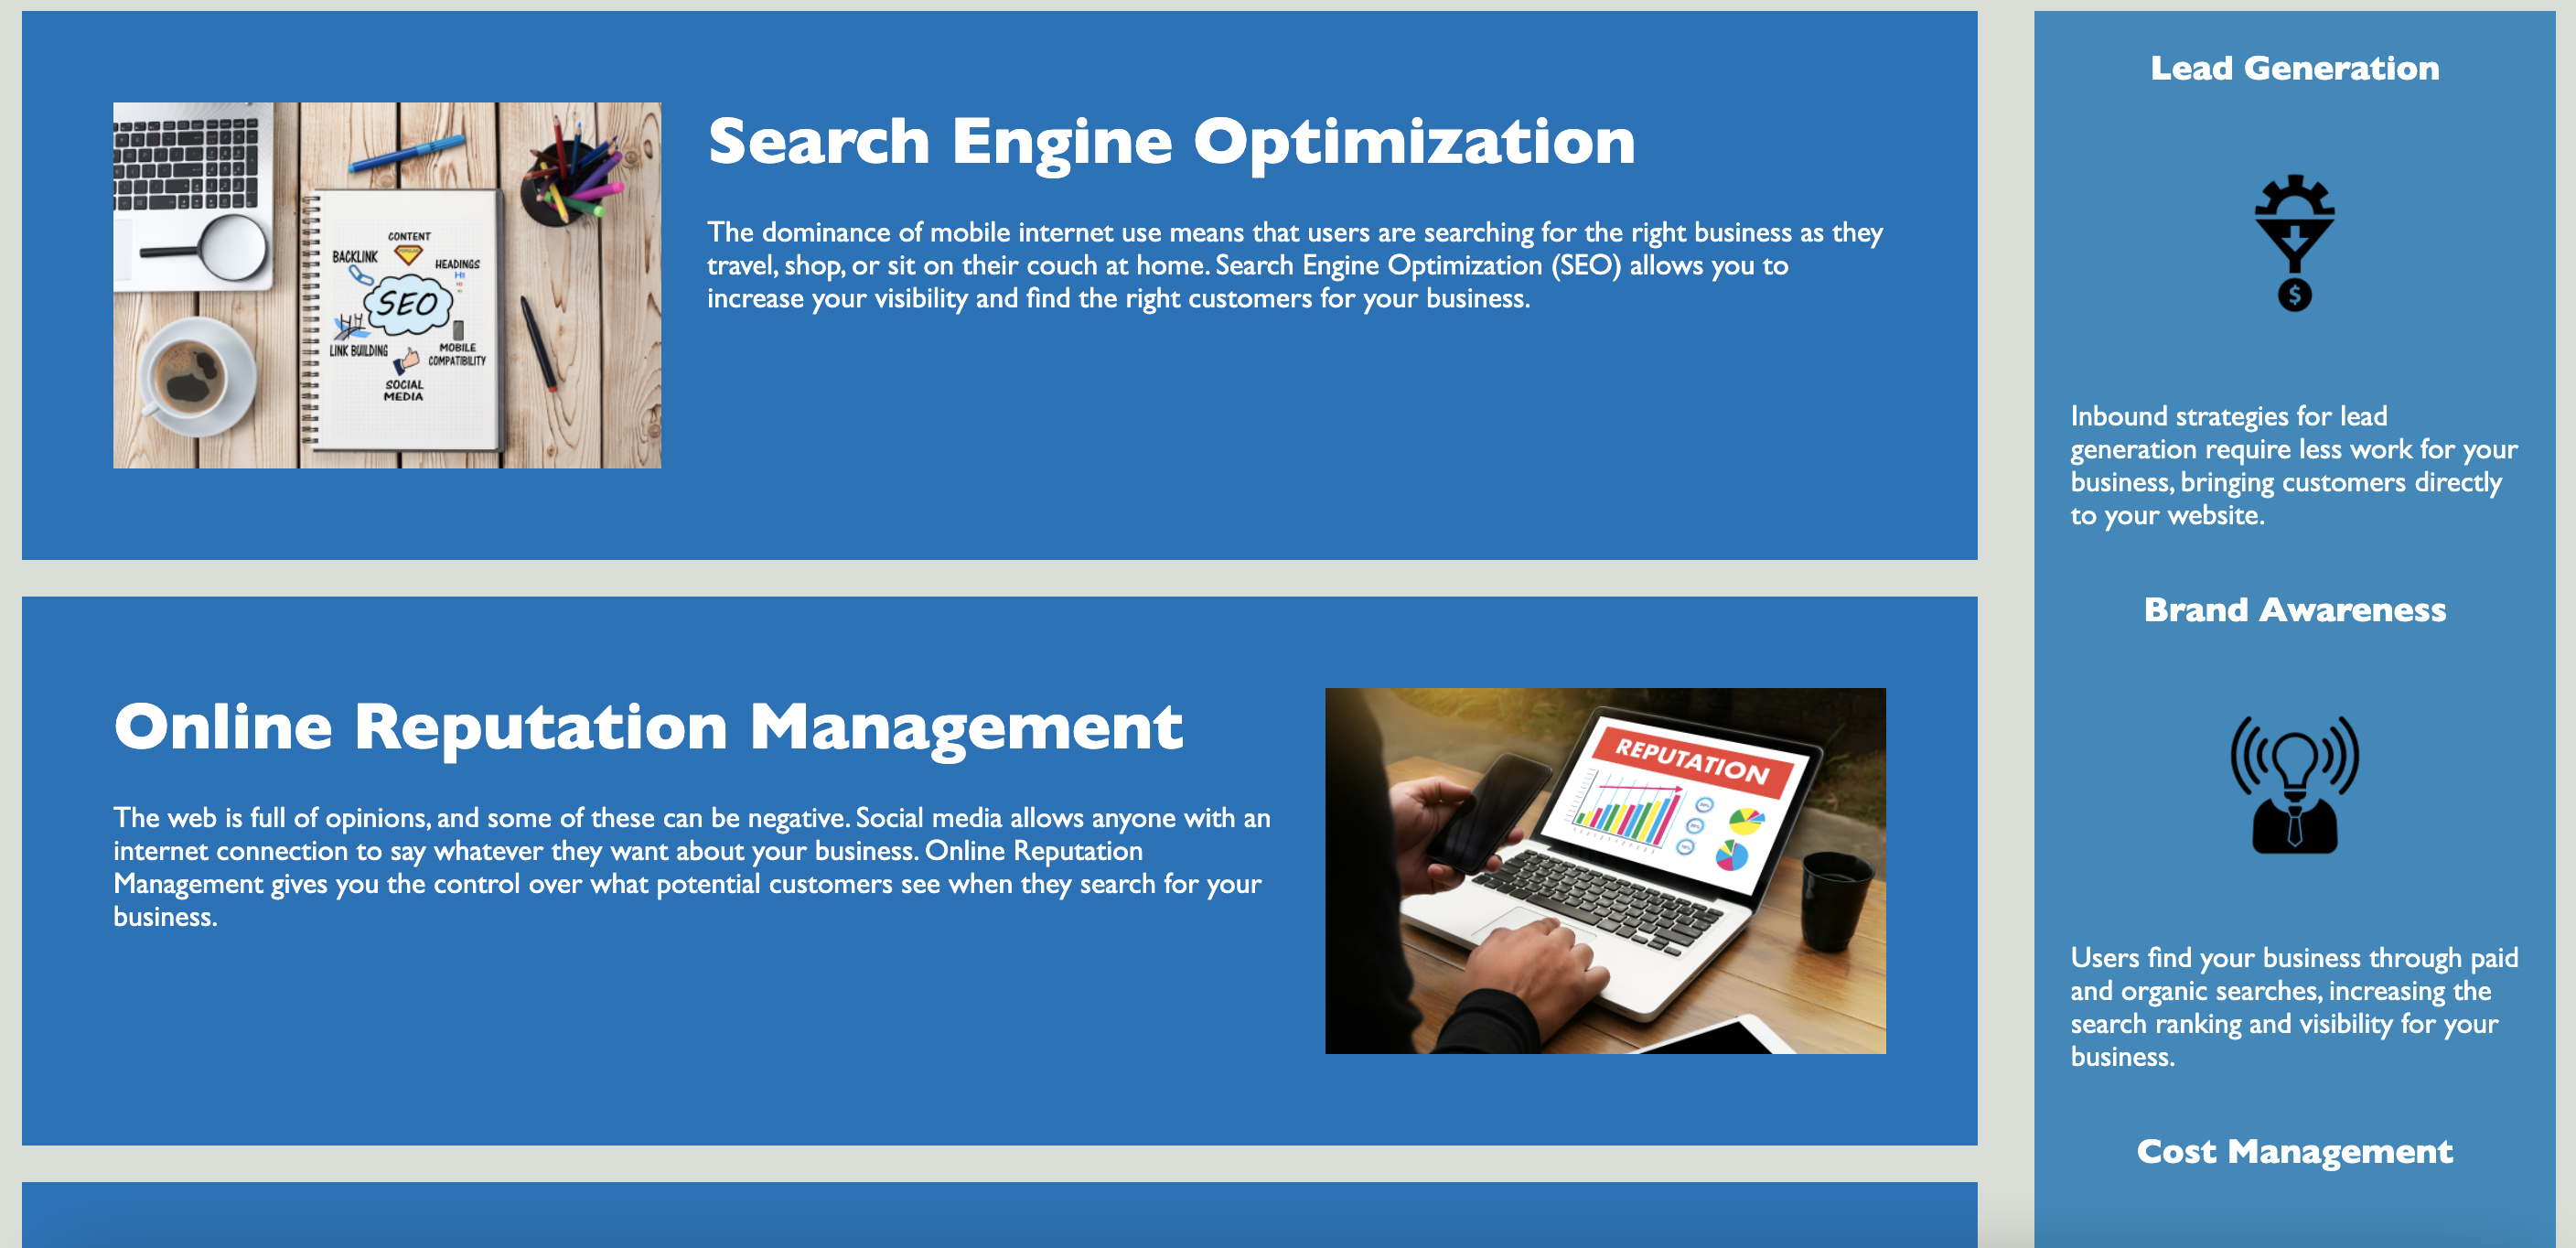 Search Engine Optimization
The dominance of mobile internet use means that users are searching for the right business as they
travel, shop, or sit on their couch at home. Search Engine Optimization (SEO) allows you to
increase your visibility and find the right customers for your business.
CONTENT
BACKLINK
HEADINGS
H1
SEO
LINK BUILDING
MOBILE
COMPATIBILITY
SOCIAL
MEDIA
Online Reputation Management
The web is full of opinions, and some of these can be negative. Social media allows anyone with an
internet connection to say whatever they want about your business. Online Reputation
Management gives you the control over what potential customers see when they search for your
business.
REPUTATION
Lead Generation
$
Inbound strategies for lead
generation require less work for your
business, bringing customers directly
to your website.
Brand Awareness
Users find your business through paid
and organic searches, increasing the
search ranking and visibility for your
business.
Cost Management